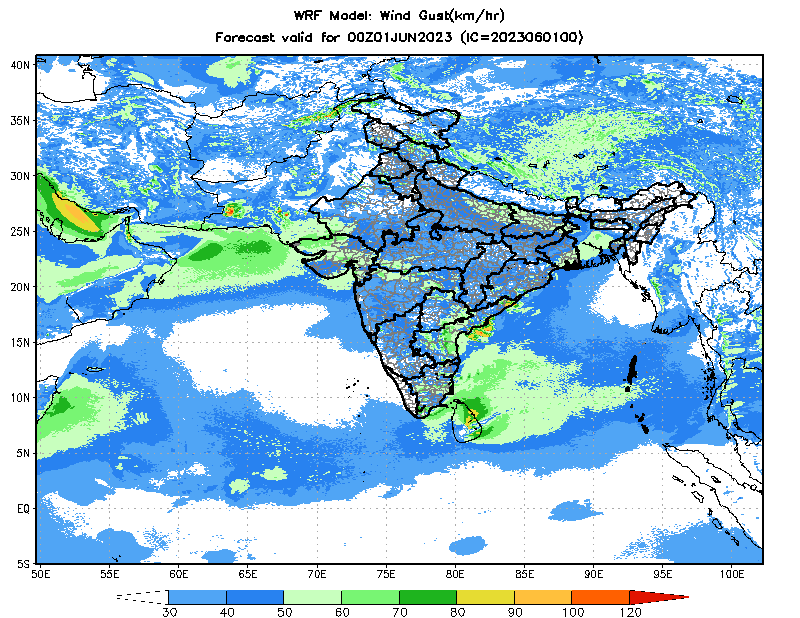 WRF Model: Wind Gust(km/hr)
Forecast valid for 00Z01JUN2023 (IC=2023060100)
40N
35N
30N
25N
20N
15N
10N
5N
EQ
5S
50E 55E 60E 65E 70E 75E 80E 85E 90E 95E 100E
30 40 50 60 70 80 90 100 120